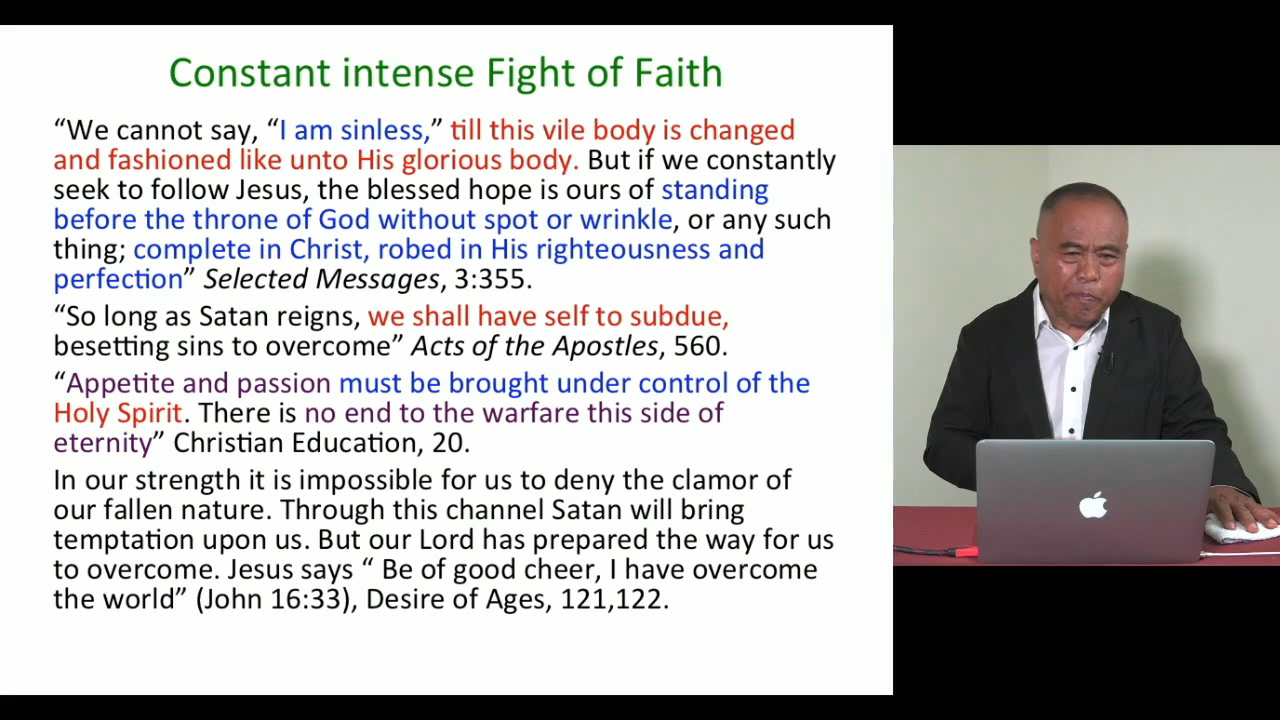 Constant intense Fight of Faith
“We cannot say, “I am sinless,” till this vile body is changed
and fashioned like unto His glorious body. But if we constantly
seek to follow Jesus, the blessed hope is ours of standing
before the throne of God without spot or wrinkle, or any such
thing; complete in Christ, robed in His righteousness and
perfection” Selected Messages, 3:355.
“So long as Satan reigns, we shall have self to subdue,
besetting sins to overcome” Acts of the Apostles, 560.
“Appetite and passion must be brought under control of the
Holy Spirit. There is no end to the warfare this side of
eternity” Christian Education, 20.
In our strength it is impossible for us to deny the clamor of
our fallen nature. Through this channel Satan will bring
temptation upon us. But our Lord has prepared the way for us
to overcome. Jesus says “ Be of good cheer, I have overcome
the world” (John 16:33), Desire of Ages, 121,122.